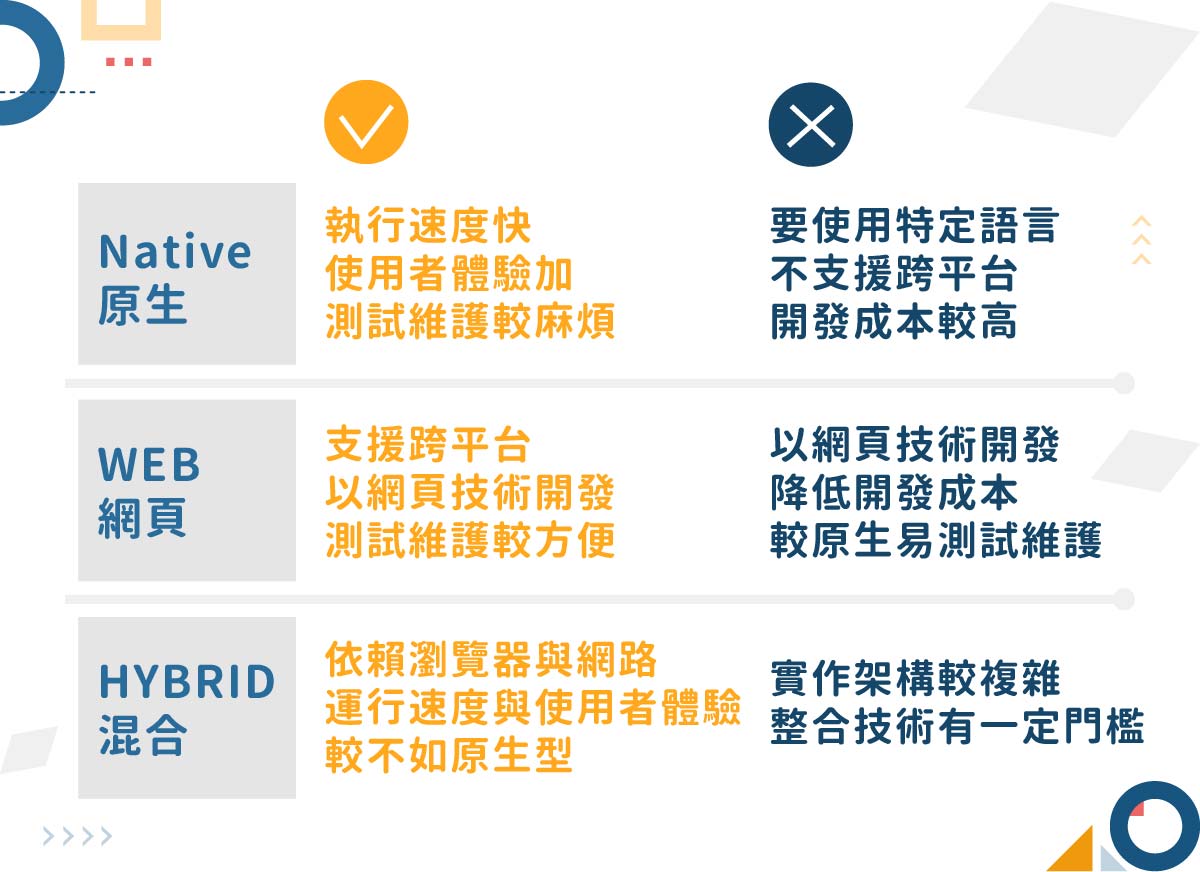 Native
原生
執行速度快
使用者體驗加
測試維護較麻煩
要使用特定語言
不支援跨平台
開發成本較高
WEB
網頁
支援跨平台
以網頁技術開發
測試維護較方便
以網頁技術開發
降低開發成本
較原生易測試維護
HYBRID
混合
依賴瀏覽器與網路
運行速度與使用者體驗
較不如原生型
實作架構較複雜
整合技術有一定門檻